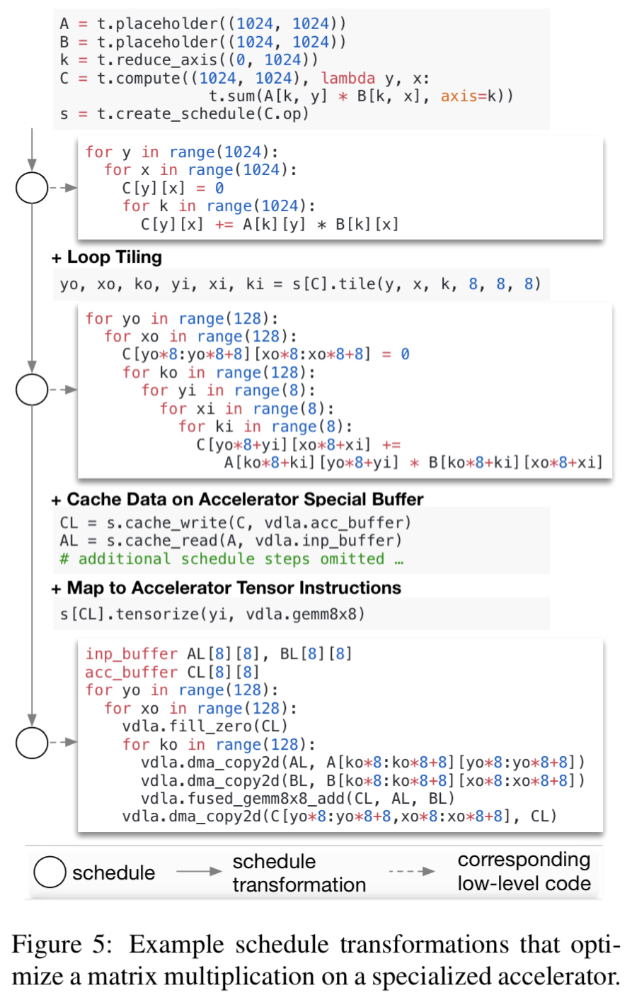 A = t.placeholder((1024, 1024))
B = t.placeholder((1024, 1024))
k = t.reduce_axis((0, 1024))
C = t.compute((1024, 1024), lambda y, x:
                t.sum(A[k, y] * B[k, x], axis=k))
s = t.create_schedule(C.op)
for y in range(1024):
  for x in range(1024):
    C[y][x] = 0
    for k in range(1024):
      C[y][x] += A[k][y] * B[k][x]
+ Loop Tiling
yo, xo, ko, yi, xi, ki = s[C].tile(y, x, k, 8, 8, 8)
for yo in range(128):
  for xo in range(128):
    C[yo*8:yo*8+8][xo*8:xo*8+8] = 0
    for ko in range(128):
      for yi in range(8):
        for xi in range(8):
          for ki in range(8):
            C[yo*8+yi][xo*8+xi] +=
               A[ko*8+ki][yo*8+yi] * B[ko*8+ki][xo*8+xi]
+ Cache Data on Accelerator Special Buffer
CL = s.cache_write(C, vdla.acc_buffer)
AL = s.cache_read(A, vdla.inp_buffer)
# additional schedule steps omitted …
+ Map to Accelerator Tensor Instructions
s[CL].tensorize(yi, vdla.gemm8x8)
inp_buffer AL[8][8], BL[8][8]
acc_buffer CL[8][8]
for yo in range(128):
  for xo in range(128):
    vdla.fill_zero(CL)
    for ko in range(128):
      vdla.dma_copy2d(AL, A[ko*8:ko*8+8][yo*8:yo*8+8])
      vdla.dma_copy2d(BL, B[ko*8:ko*8+8][xo*8:xo*8+8])
      vdla.fused_gemm8x8_add(CL, AL, BL)
    vdla.dma_copy2d(C[yo*8:yo*8+8,xo*8:xo*8+8], CL)
schedule
schedule
transformation
corresponding
low-level code
Figure 5: Example schedule transformations that opti-
mize a matrix multiplication on a specialized accelerator.